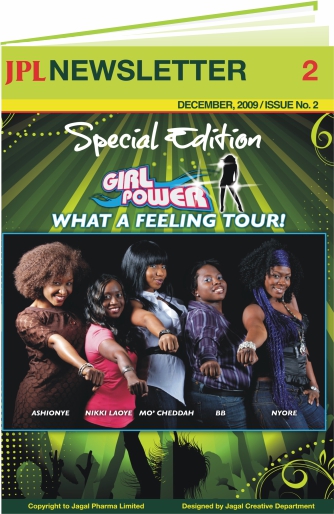 JPL NEWSLETTER 2
DECEMBER, 2009 / ISSUE No. 2
Special Edition
GIRL
POWER
WHAT A FEELING TOUR!
ASHIONYE NIKKI LAOYE MO' CHEDDAH BB NYORE
Copyright to Jagal Pharma Limited Designed by Jagal Creative Department